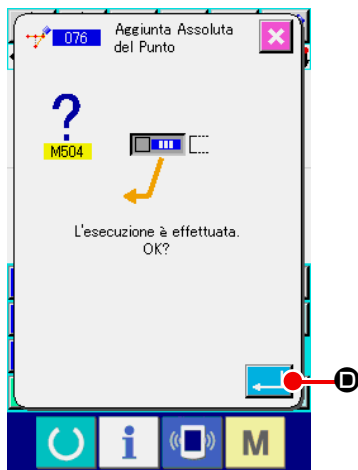 076 Aggiunta Assoluta
del Punto
?
M504
L'esecuzione è effettuata.
OK?
D
i
M